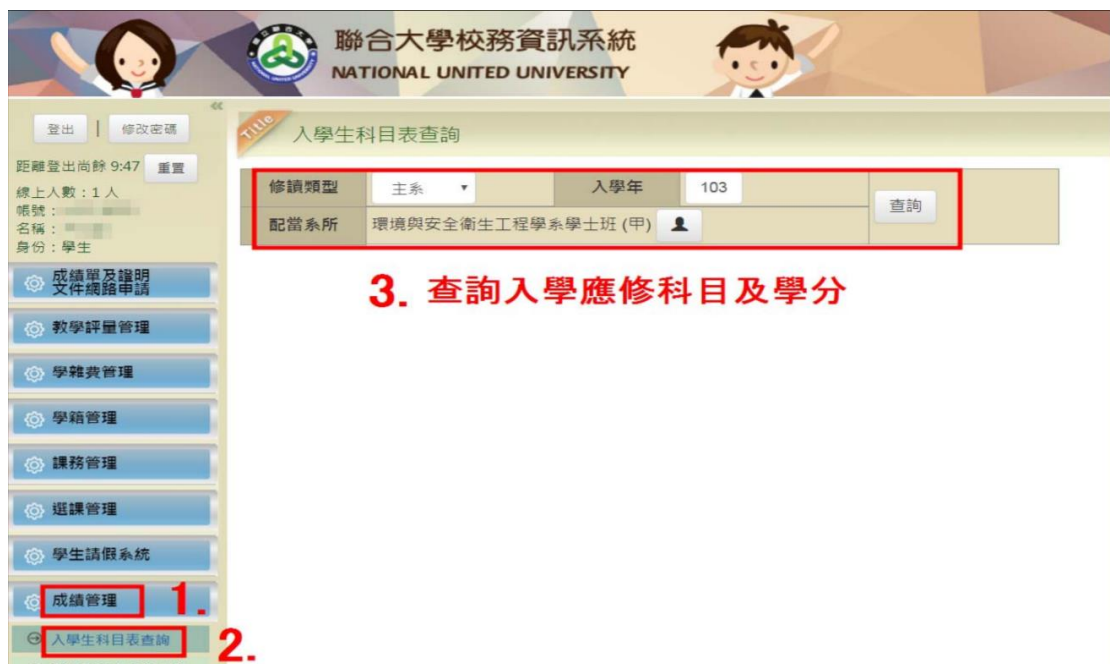 聯合大學校務資訊系統
NATIONAL UNITED UNIVERSITY
登出 | 修改密碼
距離登出尚餘 9:47 重置
線上人數：1 人
帳號：
名稱：
身份：學生
成績單及證明
文件網路申請
教學評量管理
學雜費管理
學籍管理
課務管理
選課管理
學生請假系統
成績管理 1.
入學生科目表查詢 2.
Title 入學生科目表查詢
修讀類型 主系 入學年 103 查詢
配當系所 環境與安全衛生工程學系學士班 (甲)
3. 查詢入學應修科目及學分